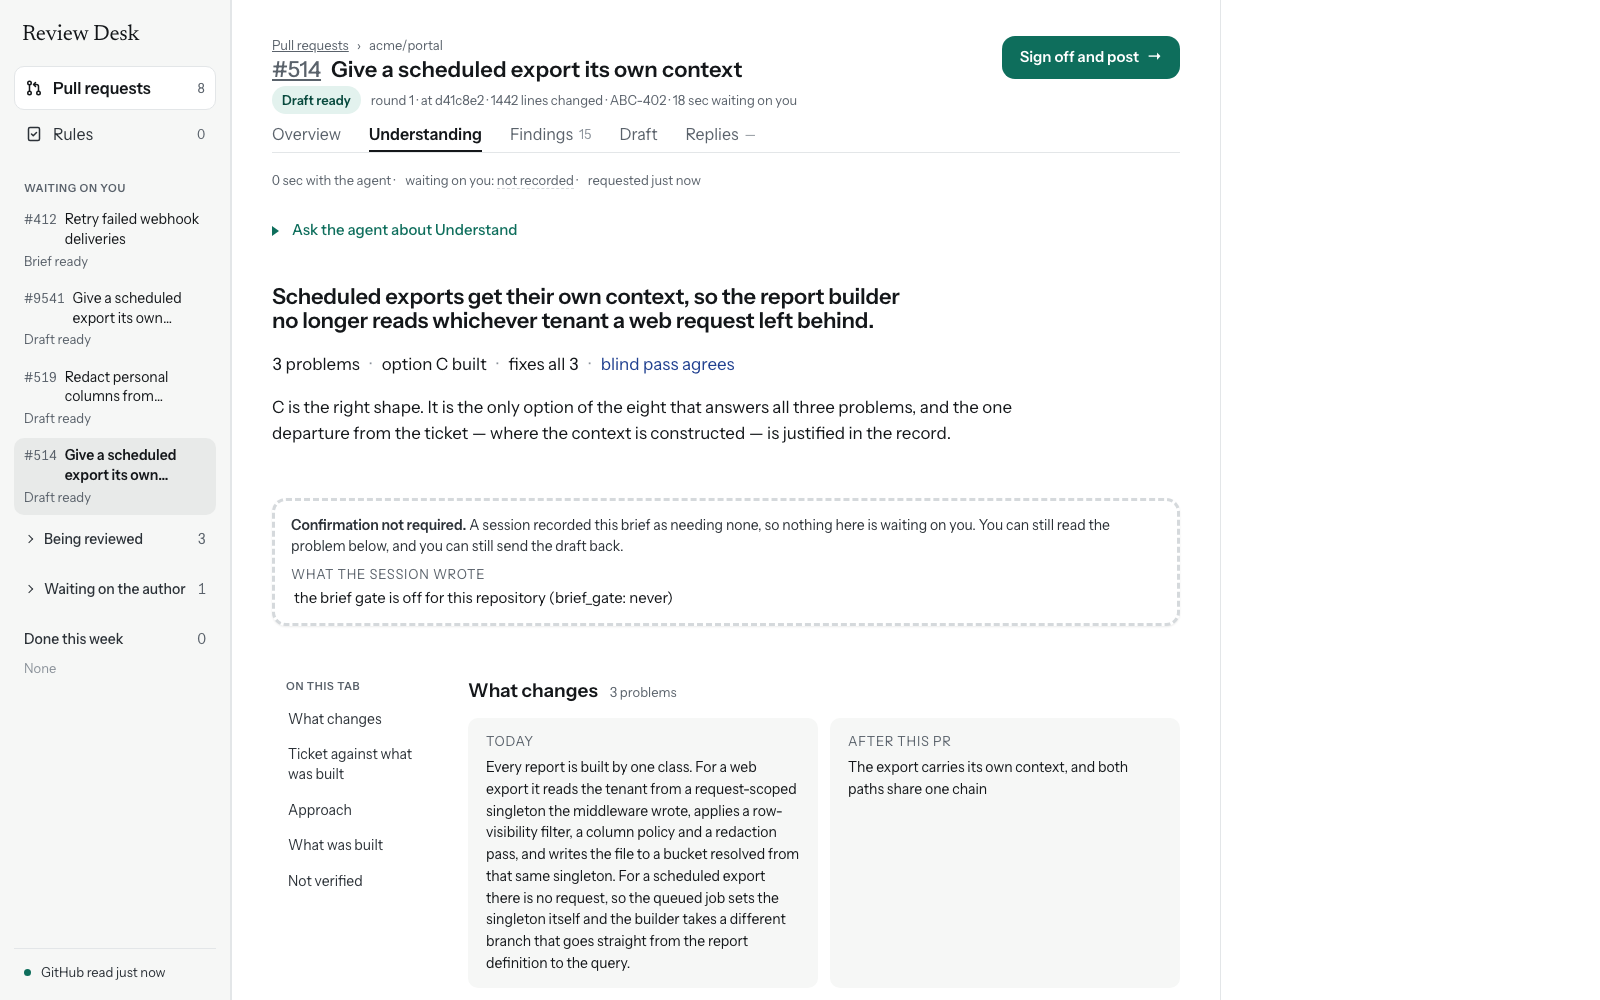 Review Desk
Pull requests 8
Rules 0
WAITING ON YOU
#412 Retry failed webhook
deliveries
Brief ready
#9541 Give a scheduled
export its own…
Draft ready
#519 Redact personal
columns from…
Draft ready
#514 Give a scheduled
export its own…
Draft ready
Being reviewed 3
Waiting on the author 1
Done this week 0
None
GitHub read just now
Pull requests › acme/portal
#514 Give a scheduled export its own context
Draft ready round 1 · at d41c8e2 · 1442 lines changed · ABC-402 · 18 sec waiting on you
Sign off and post →
Overview Understanding Findings 15 Draft Replies —
0 sec with the agent · waiting on you: not recorded · requested just now
Ask the agent about Understand
Scheduled exports get their own context, so the report builder
no longer reads whichever tenant a web request left behind.
3 problems · option C built · fixes all 3 · blind pass agrees
C is the right shape. It is the only option of the eight that answers all three problems, and the one
departure from the ticket — where the context is constructed — is justified in the record.
Confirmation not required. A session recorded this brief as needing none, so nothing here is waiting on you. You can still read the
problem below, and you can still send the draft back.
WHAT THE SESSION WROTE
the brief gate is off for this repository (brief_gate: never)
ON THIS TAB
What changes
Ticket against what
was built
Approach
What was built
Not verified
What changes 3 problems
TODAY
Every report is built by one class. For a web
export it reads the tenant from a request-scoped
singleton the middleware wrote, applies a row-
visibility filter, a column policy and a redaction
pass, and writes the file to a bucket resolved from
that same singleton. For a scheduled export
there is no request, so the queued job sets the
singleton itself and the builder takes a different
branch that goes straight from the report
definition to the query.
AFTER THIS PR
The export carries its own context, and both
paths share one chain